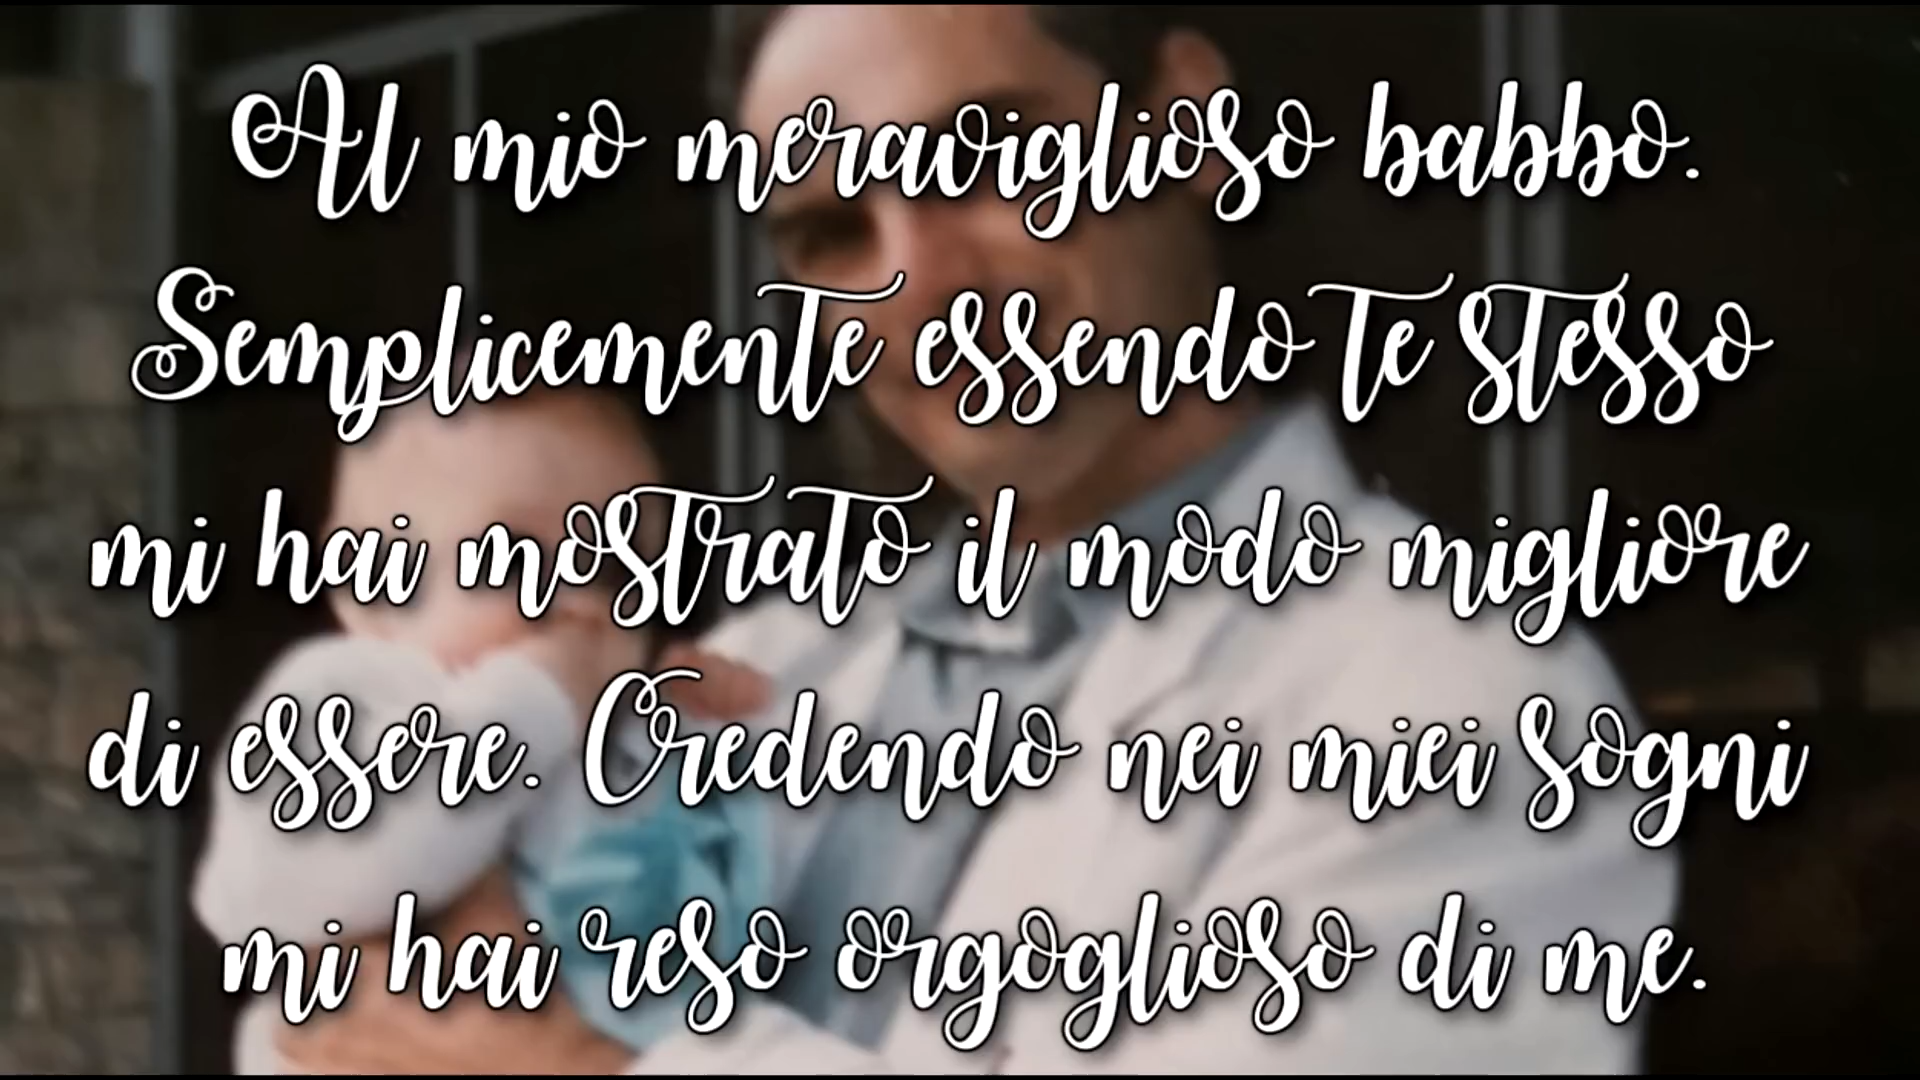 Al mio meraviglioso babbo.
Semplicemente essendo te stesso
mi hai mostrato il modo migliore
di essere. Credendo nei miei sogni
mi hai reso orgoglioso di me.